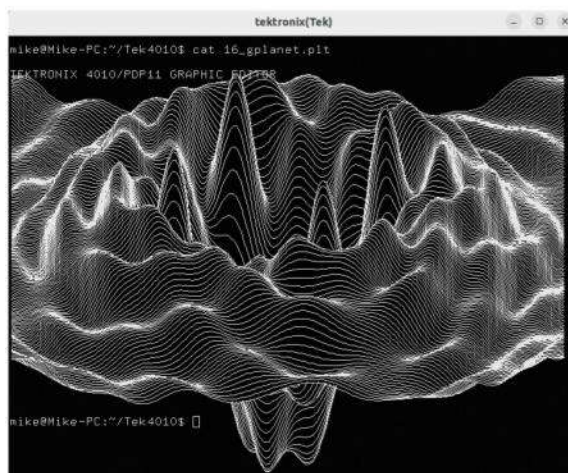 tektronix(Tek)
mike@Mike-PC:~/Tek4010$ cat 16_gplanet.plt
TEKTRONIX 4010/PDP11 GRAPHIC EDITOR
mike@Mike-PC:~/Tek4010$